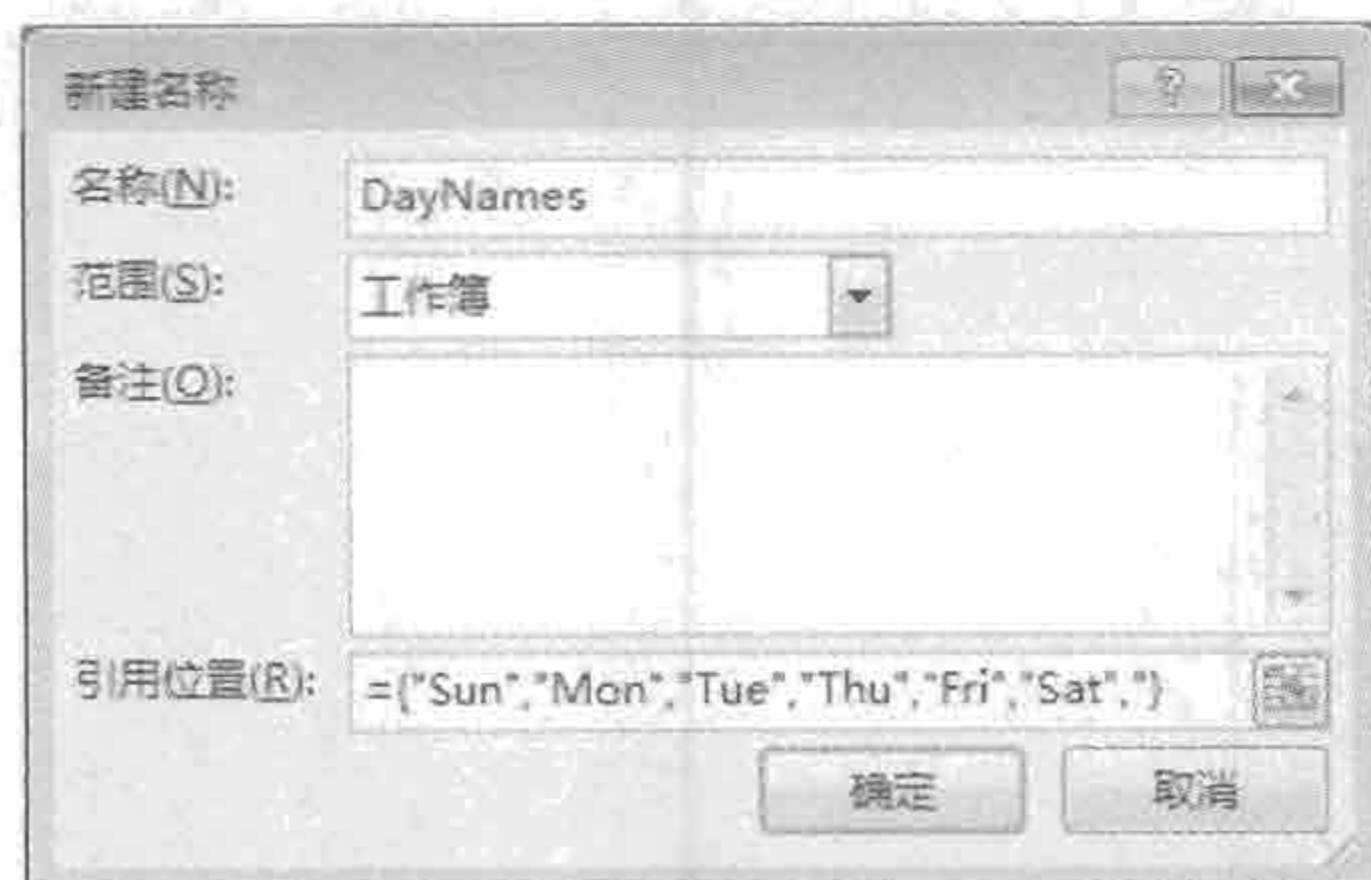 新建名称
名称(N): DayNames
范围(S): 工作簿
备注(O):
引用位置(R): ={"Sun","Mon","Tue","Thu","Fri","Sat","}
确定 取消